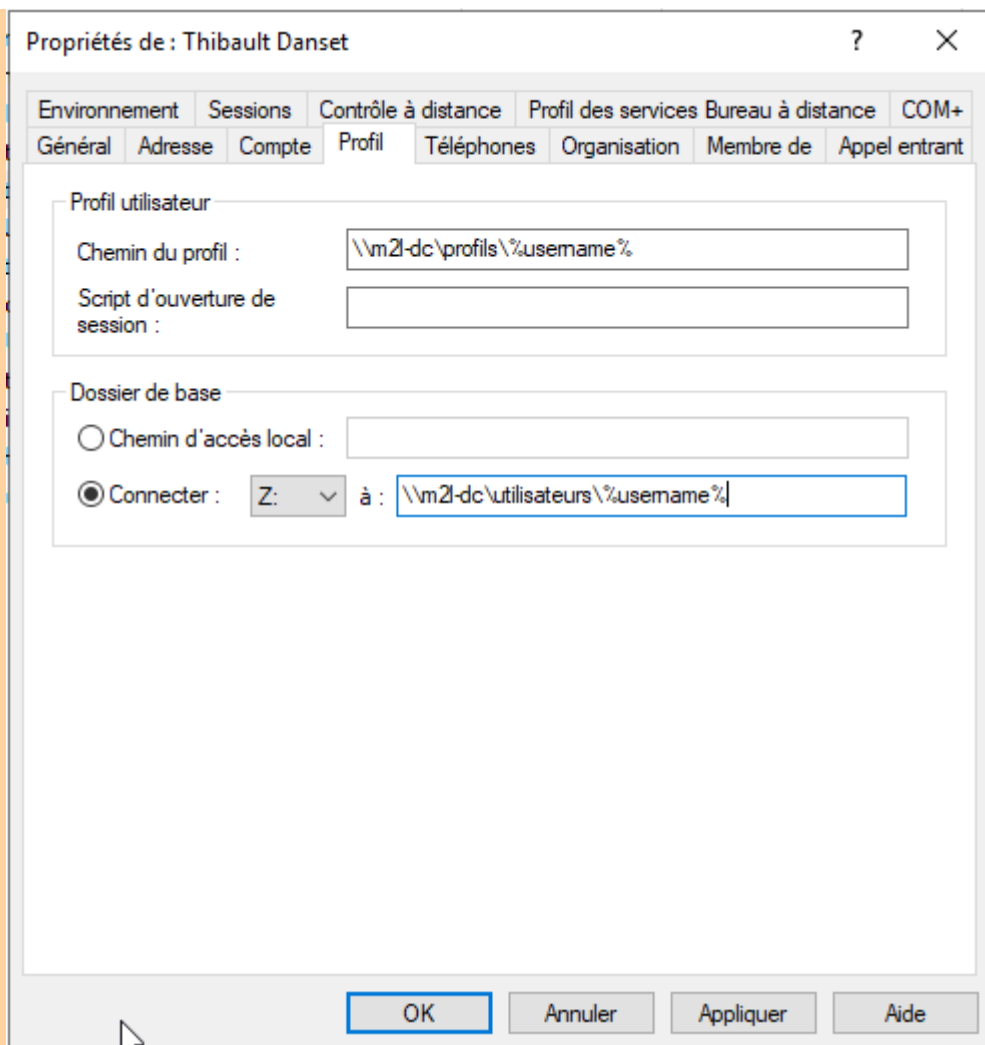 Propriétés de : Thibault Danset
?
Environnement Sessions Contrôle à distance Profil des services Bureau à distance COM+
Général Adresse Compte Profil Téléphones Organisation Membre de Appel entrant
Profil utilisateur
Chemin du profil : \\m2l-dc\profils\%username%
Script d'ouverture de
session :
Dossier de base
Chemin d'accès local :
Connecter : Z: à : \\m2l-dc\utilisateurs\%username%
OK Annuler Appliquer Aide